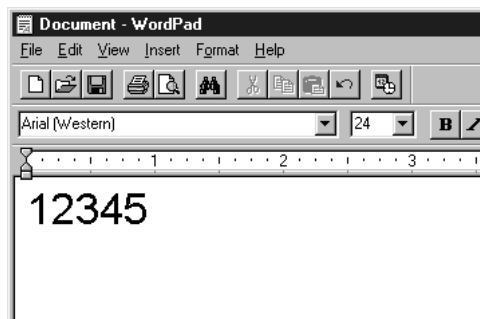 Document - WordPad
File Edit View Insert Format Help
Arial (Western) 24 B I
1 2 3
12345